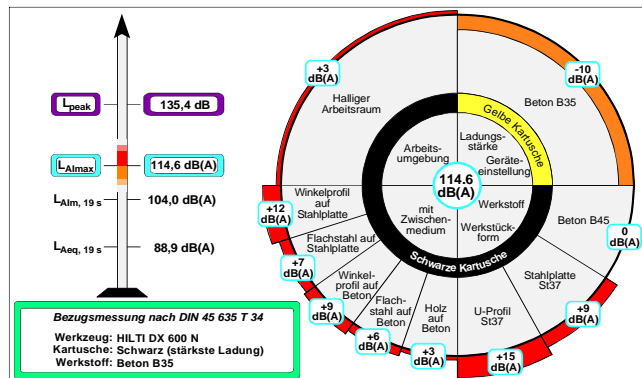 L_peak
135,4 dB
L_AImax
114,6 dB(A)
L_AIm, 19 s
104,0 dB(A)
L_Aeq, 19 s
88,9 dB(A)
Bezugsmessung nach DIN 45 635 T 34
Werkzeug: HILTI DX 600 N
Kartusche: Schwarz (stärkste Ladung)
Werkstoff: Beton B35
+3
dB(A)
Halliger
Arbeitsraum
-10
dB(A)
Beton B35
Gelbe Kartusche
Arbeits-
umgebung
Ladungs-
stärke
Geräte-
einstellung
114.6
dB(A)
mit
Zwischen-
medium
Werkstoff
Werkstück-
form
Schwarze Kartusche
Winkelprofil
auf
Stahlplatte
+12
dB(A)
Flachstahl auf
Stahlplatte
+7
dB(A)
Winkel-
profil auf
Beton
+9
dB(A)
Flach-
stahl auf
Beton
+6
dB(A)
Holz
auf
Beton
+3
dB(A)
U-Profil
St37
+15
dB(A)
Stahlplatte
St37
+9
dB(A)
Beton B45
0
dB(A)